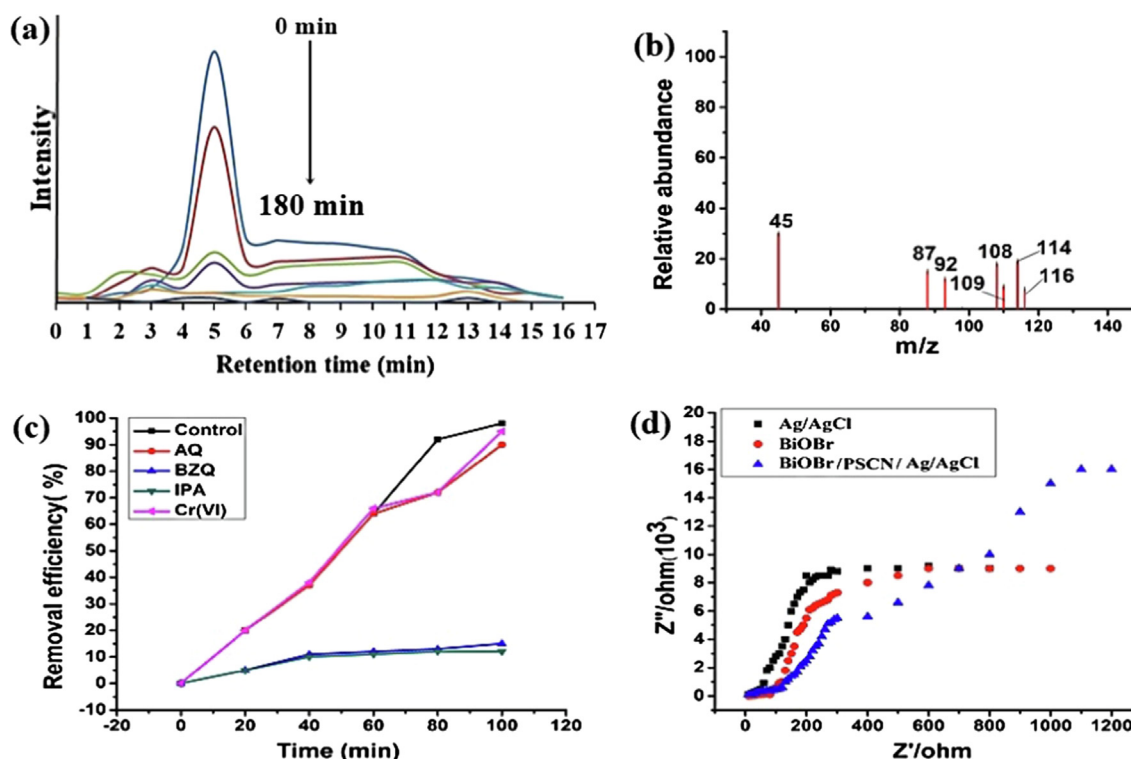 (a)
0 min
180 min
Intensity
0 1 2 3 4 5 6 7 8 9 10 11 12 13 14 15 16 17
Retention time (min)
(b)
Relative abundance
100
80
60
40
20
0
45
87
92
108
109
114
116
40 60 80 100 120 140
m/z
(c)
Removal efficiency( %)
100
90
80
70
60
50
40
30
20
10
0
-10
Control
AQ
BZQ
IPA
Cr(VI)
-20 0 20 40 60 80 100 120
Time (min)
(d)
Z''/ohm(10³)
20
18
16
14
12
10
8
6
4
2
0
Ag/AgCl
BiOBr
BiOBr/PSCN/ Ag/AgCl
0 200 400 600 800 1000 1200
Z'/ohm